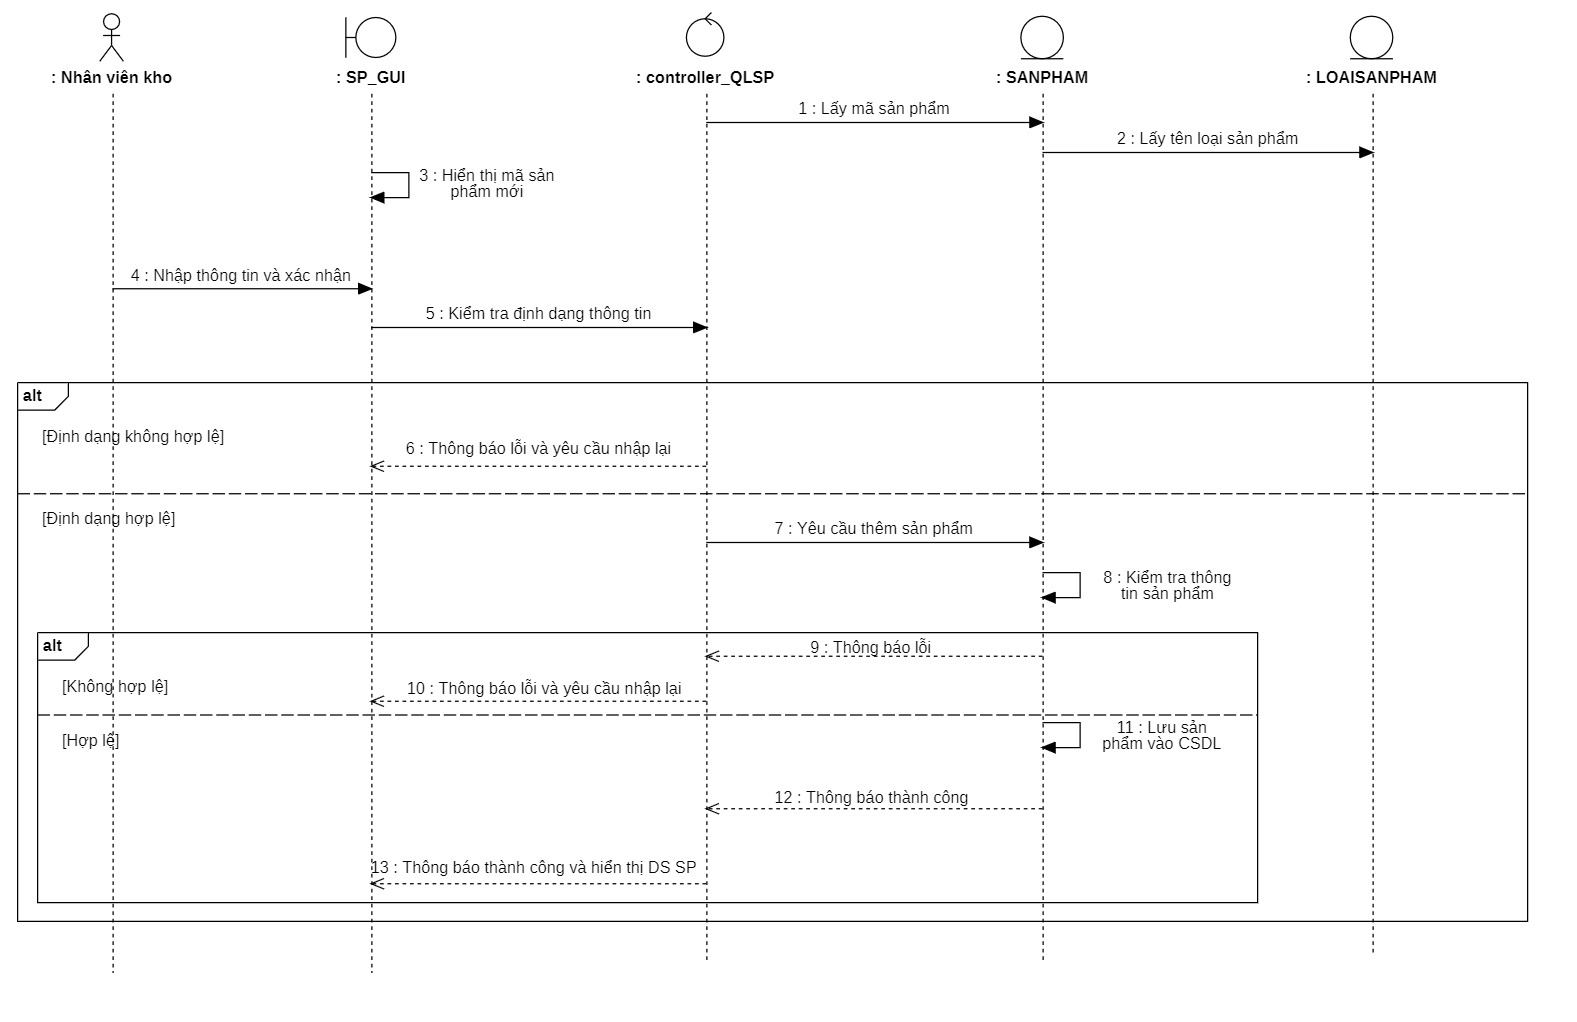 : Nhân viên kho
: SP_GUI
: controller_QLSP
: SANPHAM
: LOAISANPHAM
1 : Lấy mã sản phẩm
2 : Lấy tên loại sản phẩm
3 : Hiển thị mã sản
phẩm mới
4 : Nhập thông tin và xác nhận
5 : Kiểm tra định dạng thông tin
alt
[Định dạng không hợp lệ]
6 : Thông báo lỗi và yêu cầu nhập lại
[Định dạng hợp lệ]
7 : Yêu cầu thêm sản phẩm
8 : Kiểm tra thông
tin sản phẩm
alt
9 : Thông báo lỗi
[Không hợp lệ]
10 : Thông báo lỗi và yêu cầu nhập lại
[Hợp lệ]
11 : Lưu sản
phẩm vào CSDL
12 : Thông báo thành công
13 : Thông báo thành công và hiển thị DS SP